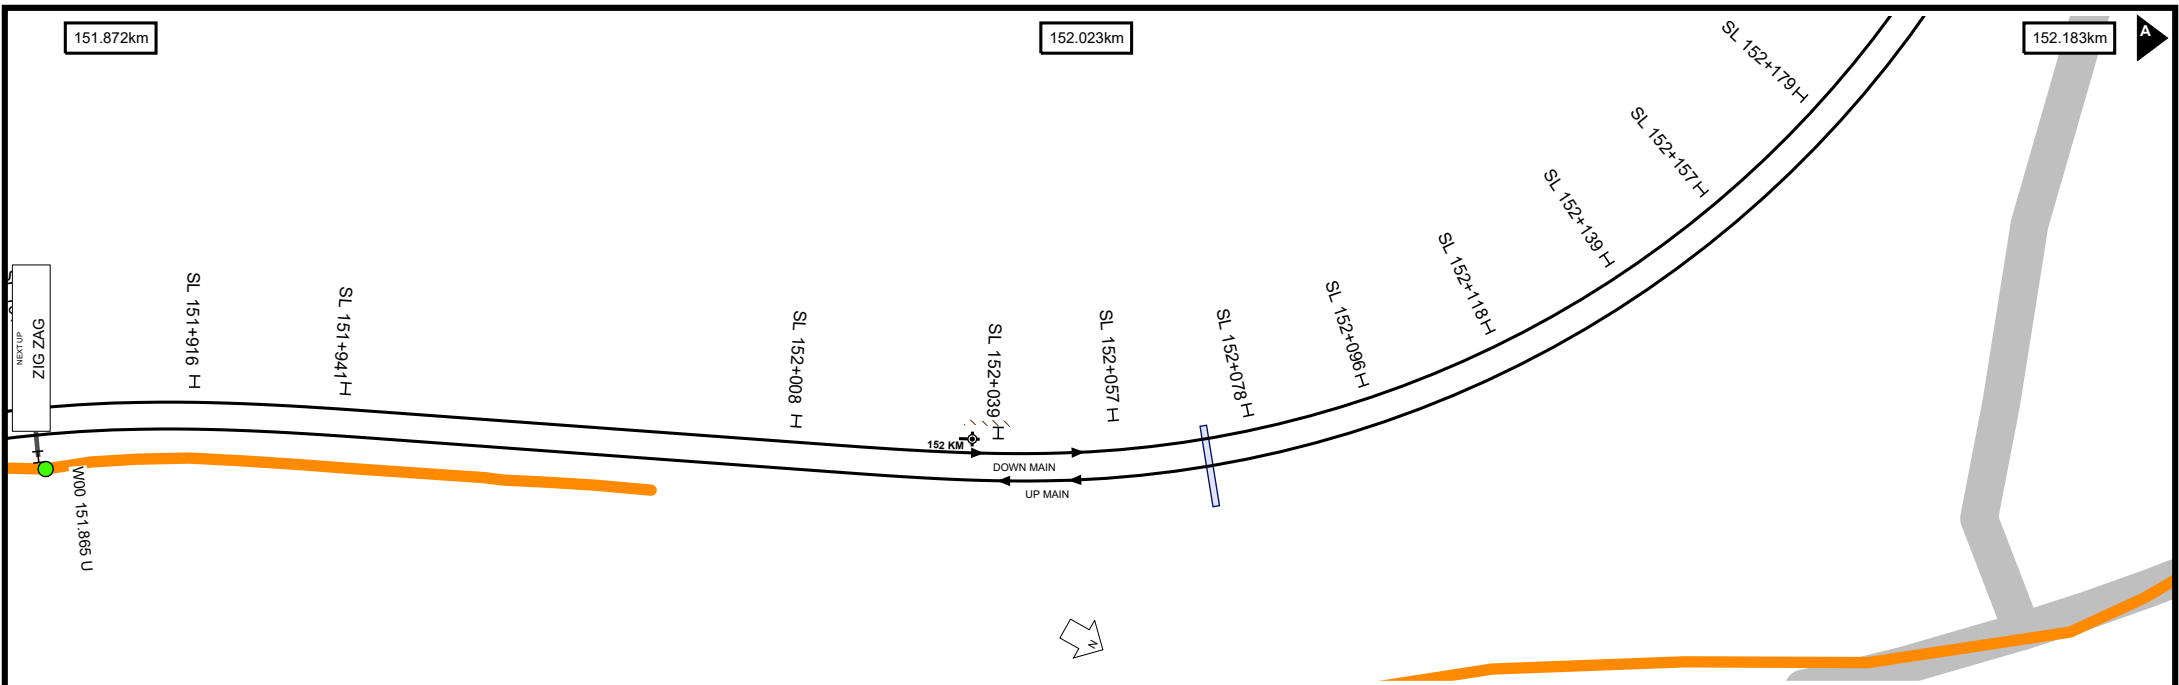 151.872km
152.023km
152.183km
A
SL 152+179
SL 152+157
SL 152+139
SL 152+118
SL 152+096
SL 152+078
SL 152+057
SL 152+039
SL 152+008
SL 151+941
SL 151+916
NEXT UP
ZIG ZAG
152 KM
DOWN MAIN
UP MAIN
W00 151.865 U
N